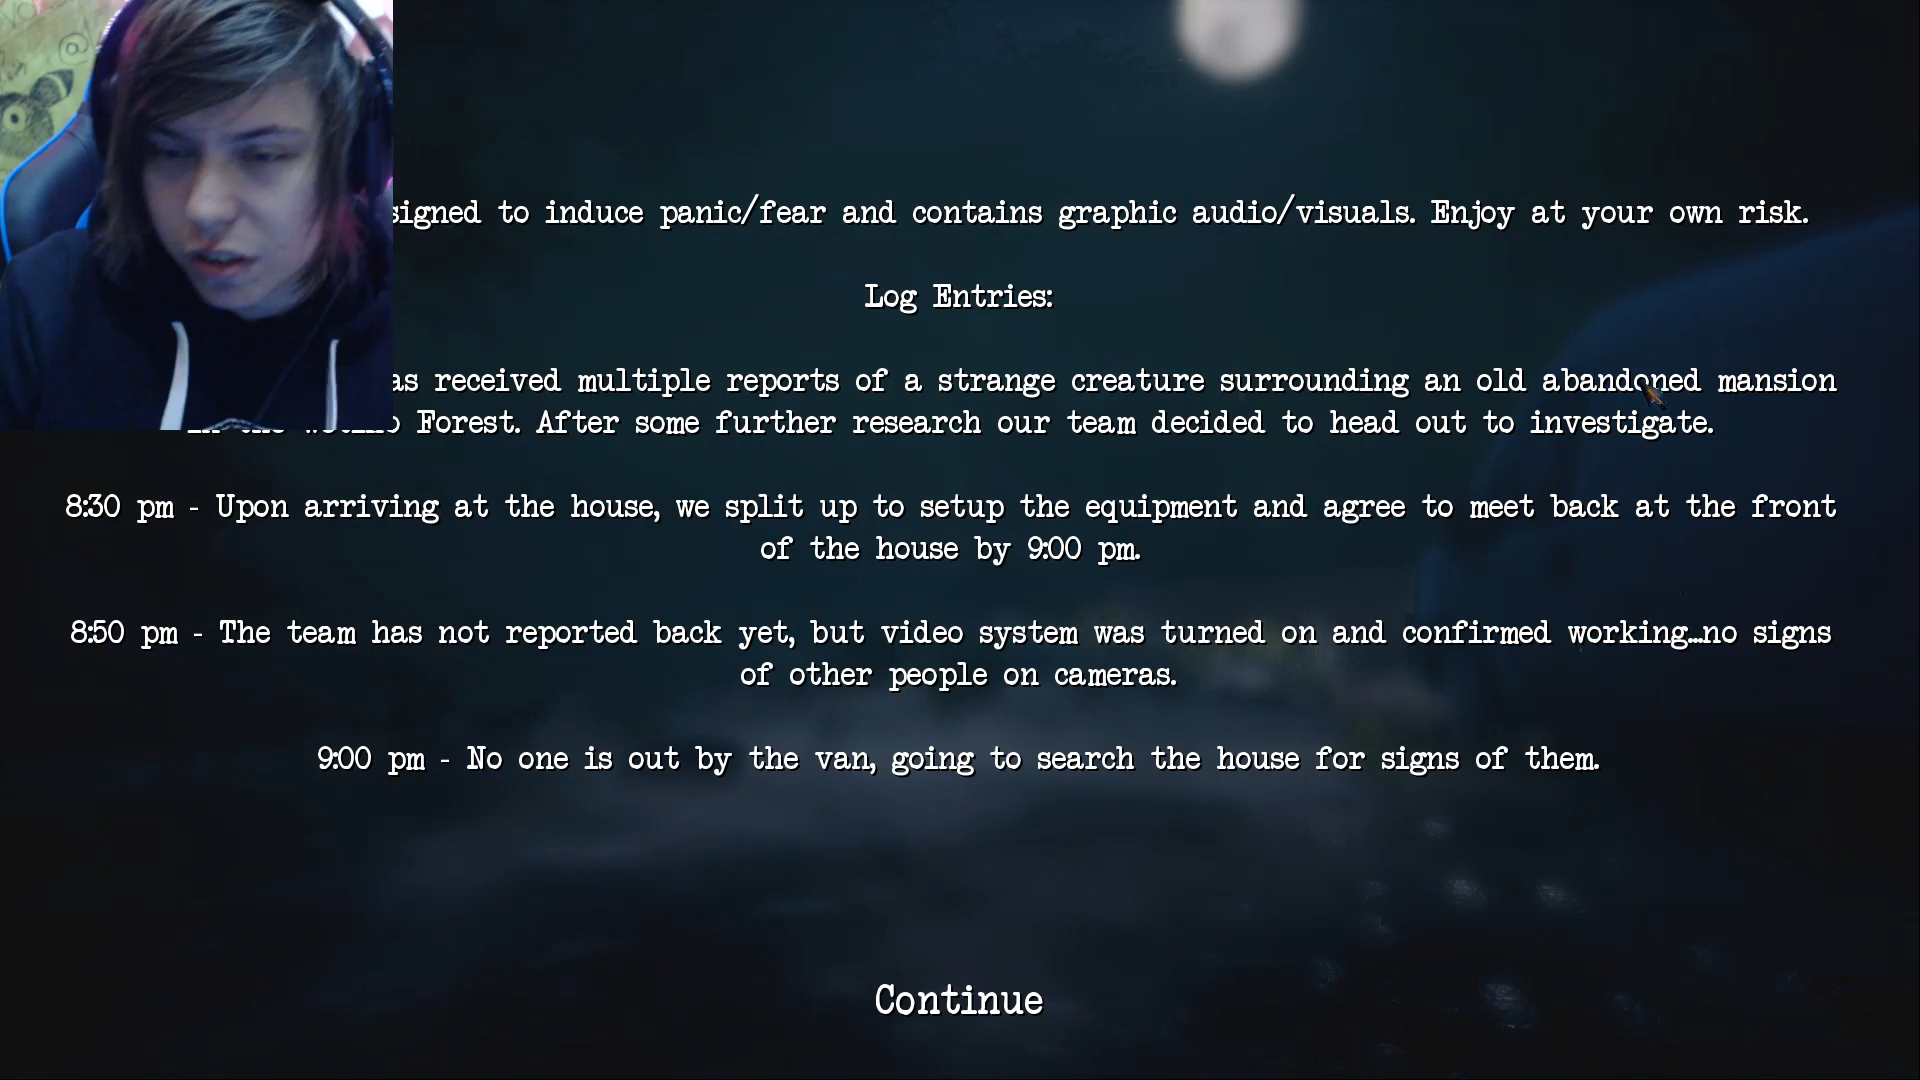 signed to induce panic/fear and contains graphic audio/visuals. Enjoy at your own risk.
Log Entries:
as received multiple reports of a strange creature surrounding an old abandoned mansion
Forest. After some further research our team decided to head out to investigate.
8:30 pm - Upon arriving at the house, we split up to setup the equipment and agree to meet back at the front
of the house by 9:00 pm.
8:50 pm - The team has not reported back yet, but video system was turned on and confirmed working...no signs
of other people on cameras.
9:00 pm - No one is out by the van, going to search the house for signs of them.
Continue